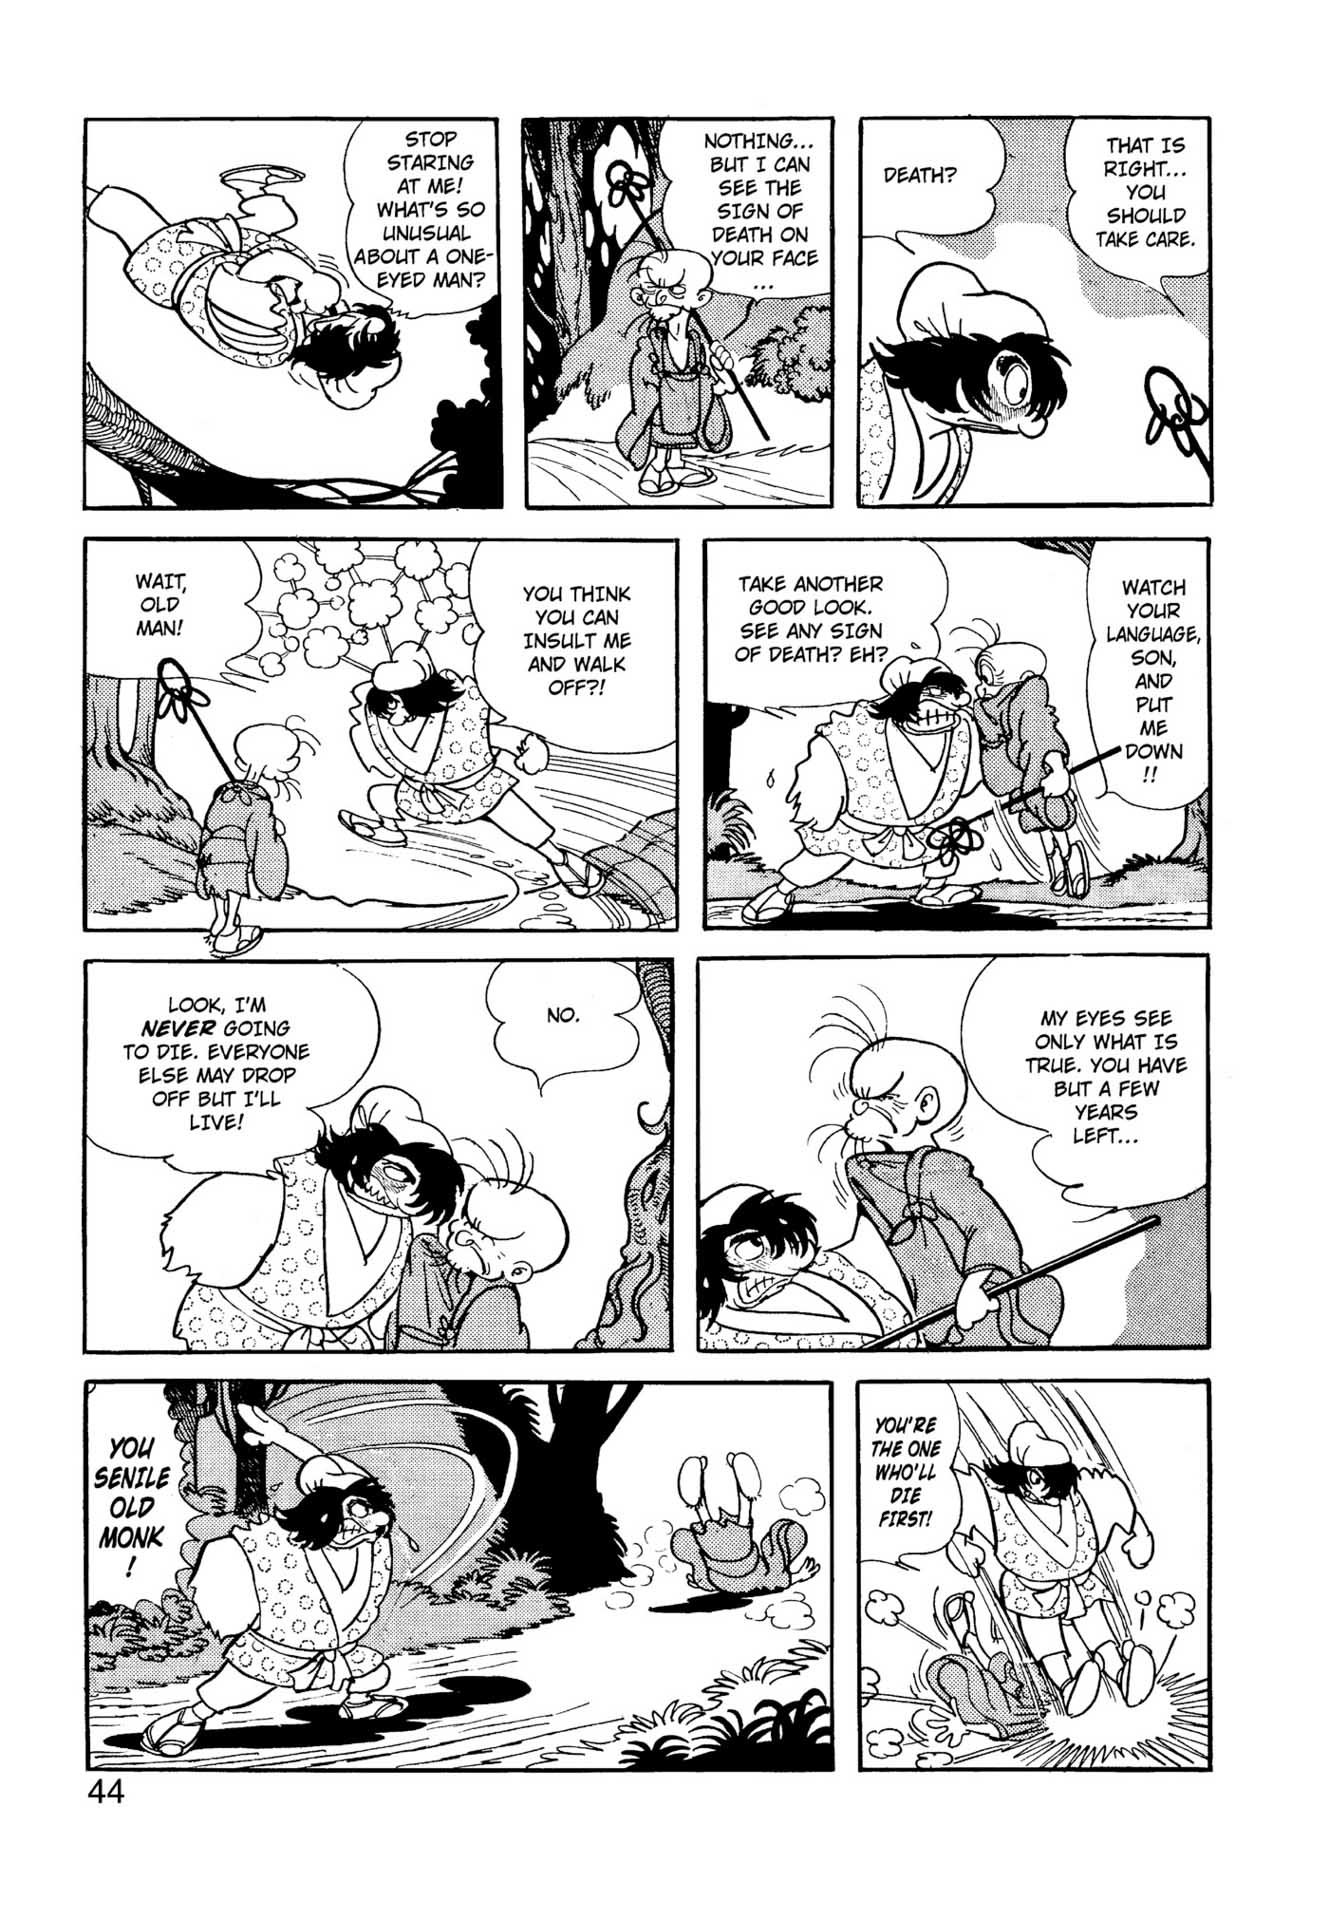 STOP
STARING
AT ME!
WHAT'S SO
UNUSUAL
ABOUT A ONE-
EYED MAN?
NOTHING...
BUT I CAN
SEE THE
SIGN OF
DEATH ON
YOUR FACE
...
DEATH?
THAT IS
RIGHT...
YOU
SHOULD
TAKE CARE.
WAIT,
OLD
MAN!
YOU THINK
YOU CAN
INSULT ME
AND WALK
OFF?!
TAKE ANOTHER
GOOD LOOK.
SEE ANY SIGN
OF DEATH? EH?
WATCH
YOUR
LANGUAGE,
SON,
AND
PUT
ME
DOWN
!!
LOOK, I'M
NEVER GOING
TO DIE. EVERYONE
ELSE MAY DROP
OFF BUT I'LL
LIVE!
NO.
MY EYES SEE
ONLY WHAT IS
TRUE. YOU HAVE
BUT A FEW
YEARS
LEFT...
YOU
SENILE
OLD
MONK
!
YOU'RE
THE ONE
WHO'LL
DIE
FIRST!
44